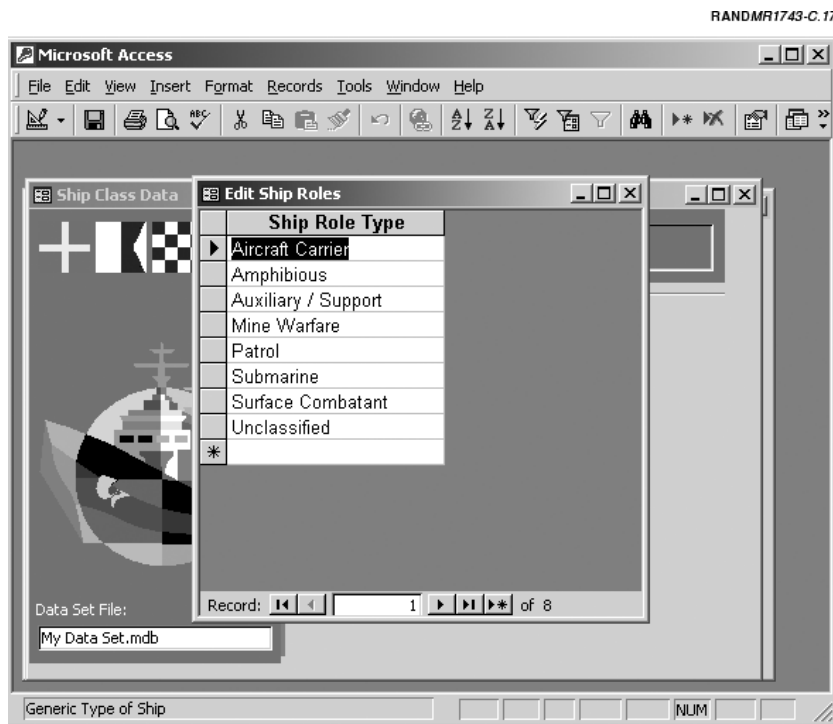 RANDMR1743-C.17
Microsoft Access
File Edit View Insert Format Records Tools Window Help
Ship Class Data
Edit Ship Roles
Ship Role Type
Aircraft Carrier
Amphibious
Auxiliary / Support
Mine Warfare
Patrol
Submarine
Surface Combatant
Unclassified
Record: 1 of 8
Data Set File:
My Data Set.mdb
Generic Type of Ship
NUM